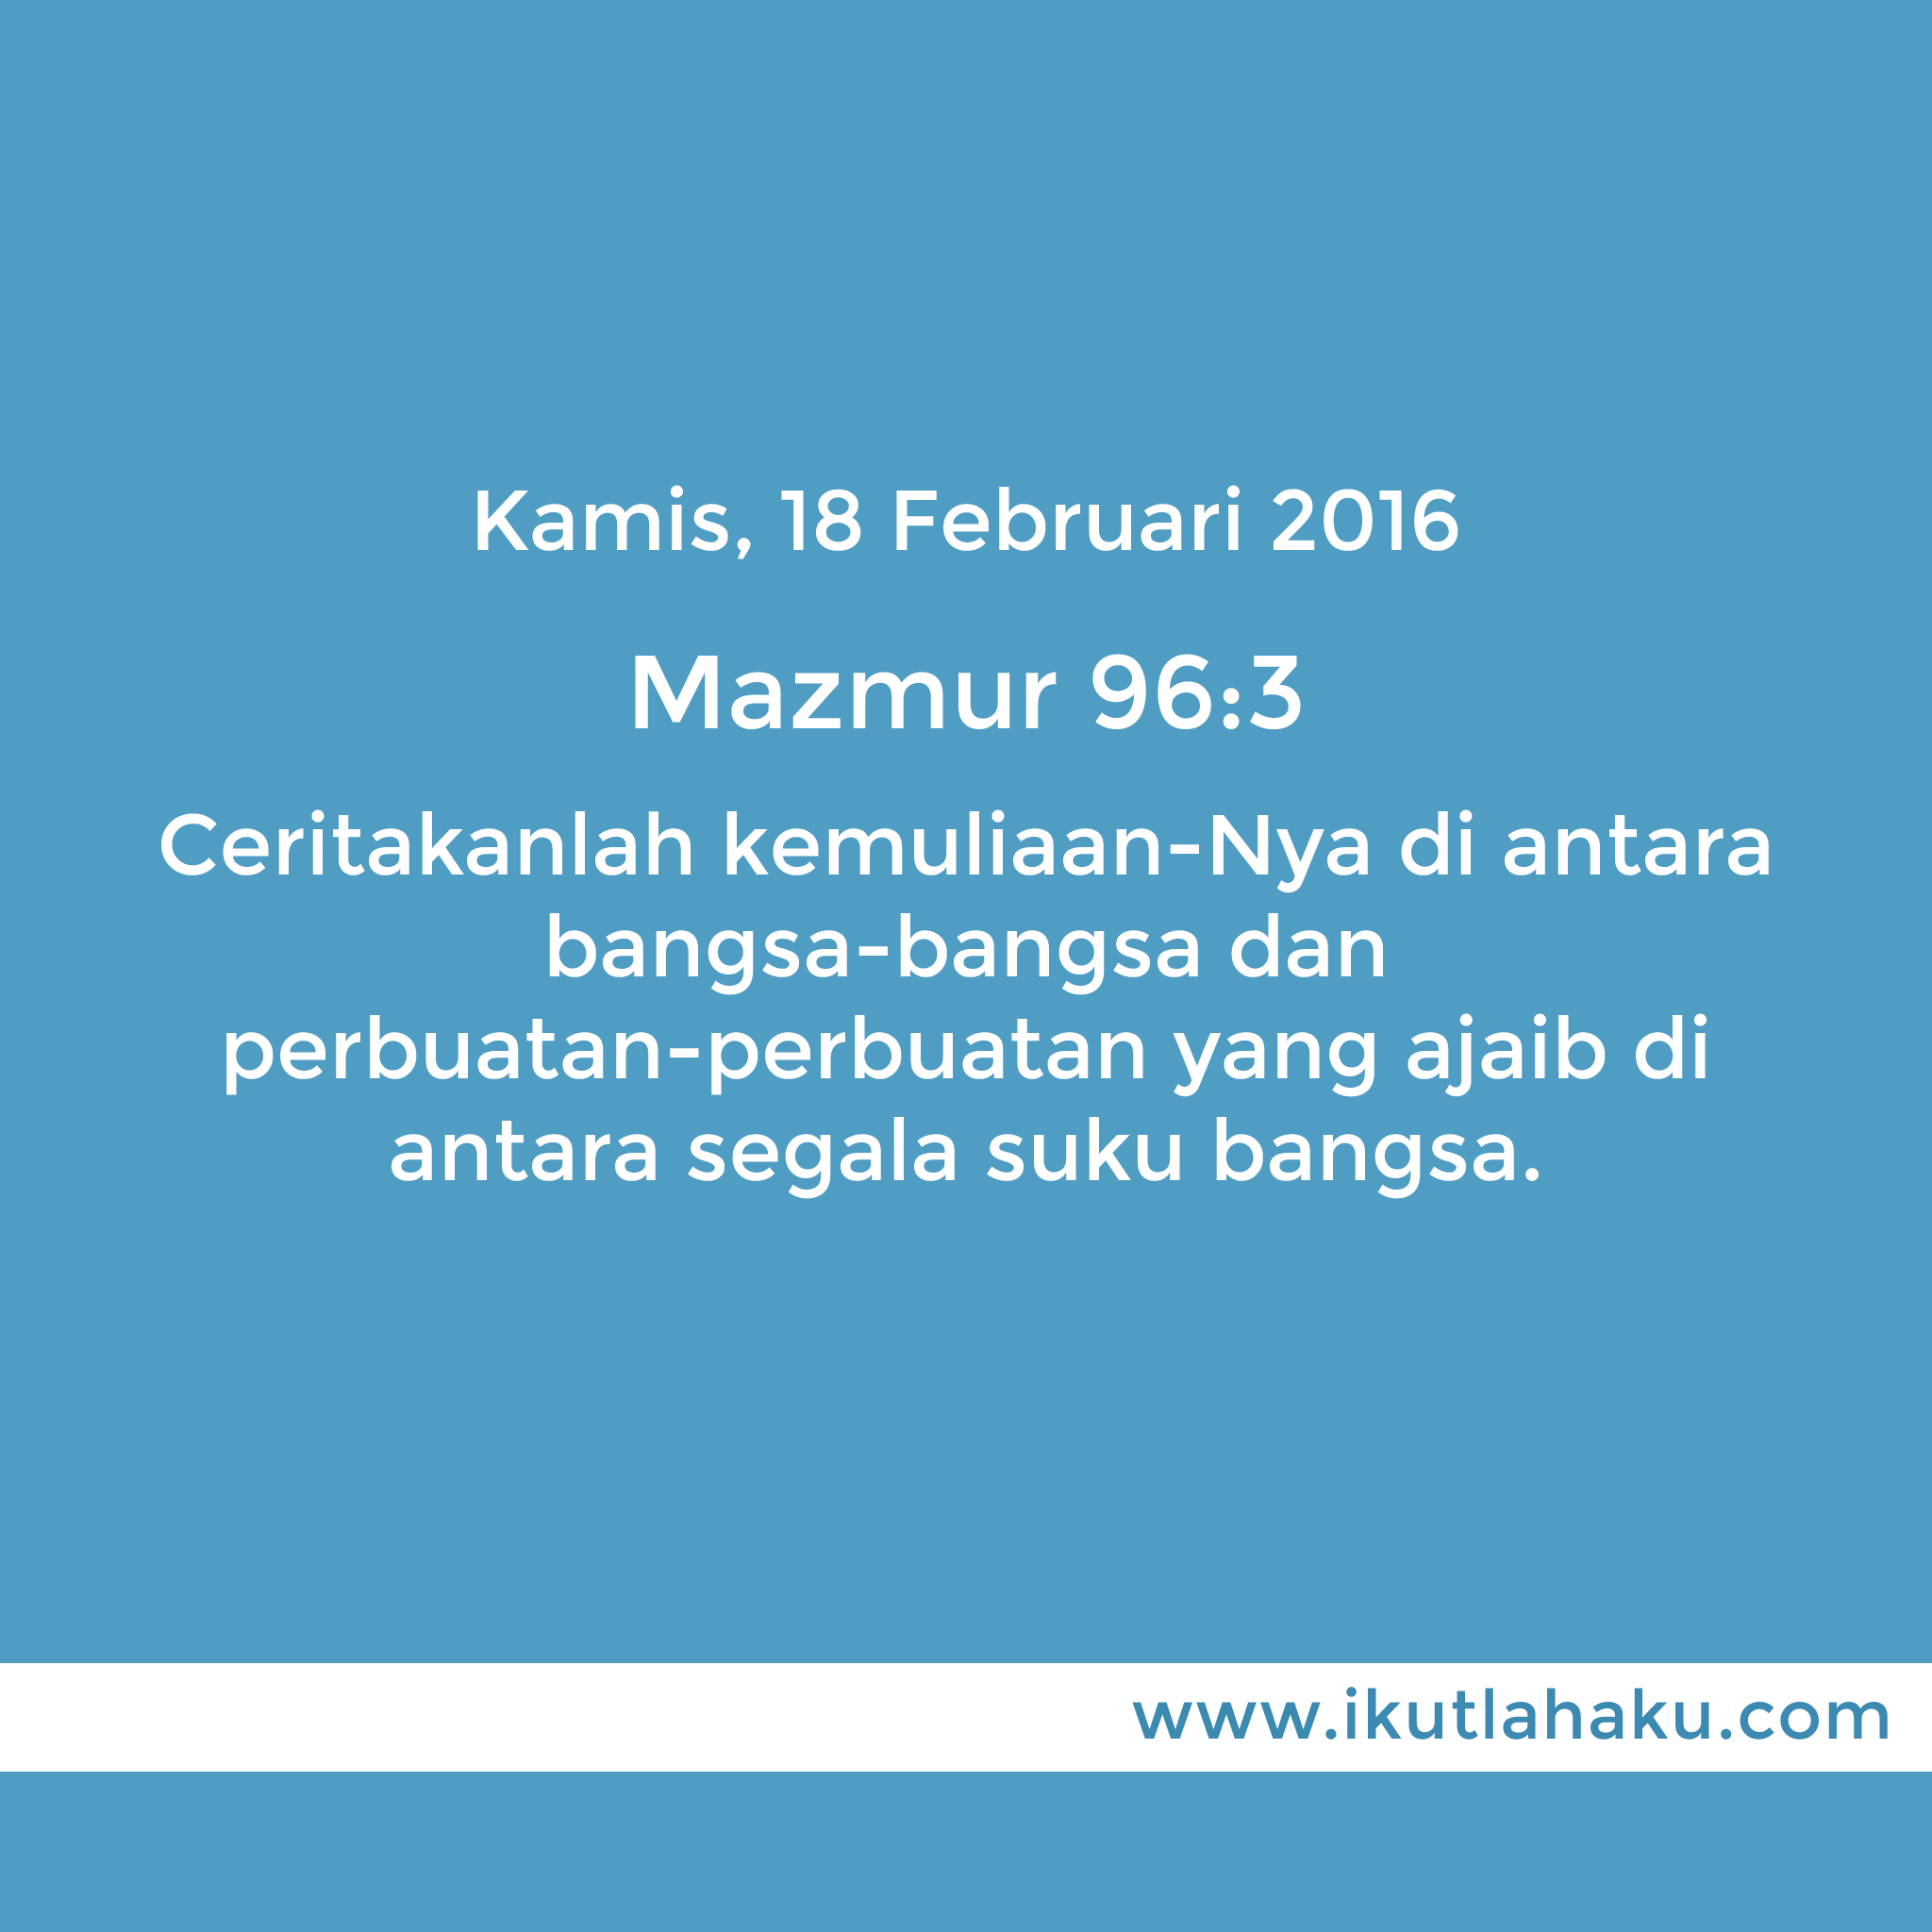 Kamis, 18 Februari 2016
Mazmur 96:3
Ceritakanlah kemuliaan-Nya di antara
bangsa-bangsa dan
perbuatan-perbuatan yang ajaib di
antara segala suku bangsa.
www.ikutlahaku.com